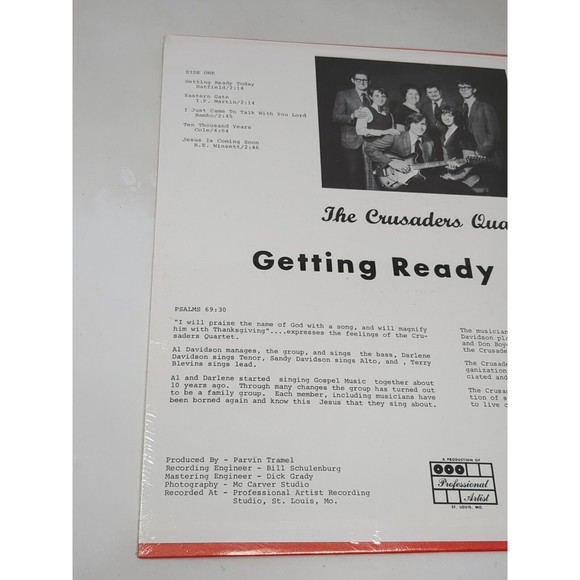 SIDE ONE
Getting Ready Today
Hatfield/2:14
Eastern Gate
I.F. Martin/2:14
I Just Came To Talk With You Lord
Rambo/2:45
Ten Thousand Years
Cole/4:04
Jesus Is Coming Soon
R.E. Winsett/2:46
The Crusaders Qua
Getting Ready
PSALMS 69:30
"I will praise the name of God with a song, and will magnify
him with Thanksgiving"....expresses the feelings of the Cru-
saders Quartet.
Al Davidson manages, the group, and sings the bass, Darlene
Davidson sings Tenor, Sandy Davidson sings Alto, and , Terry
Blevins sings lead.
Al and Darlene started singing Gospel Music together about
10 years ago. Through many changes the group has turned out
to be a family group. Each member, including musicians have
been borned again and know this Jesus that they sing about.
The musician
Davidson pl
and Don Boy
the Crusade
The Crusade
ganization
ciated and
The Crusa
tion of s
to live c
Produced By - Parvin Tramel
Recording Engineer - Bill Schulenburg
Mastering Engineer - Dick Grady
Photography - Mc Carver Studio
Recorded At - Professional Artist Recording
Studio, St. Louis, Mo.
A PRODUCTION OF
Professional
Artist
ST. LOUIS, MO.